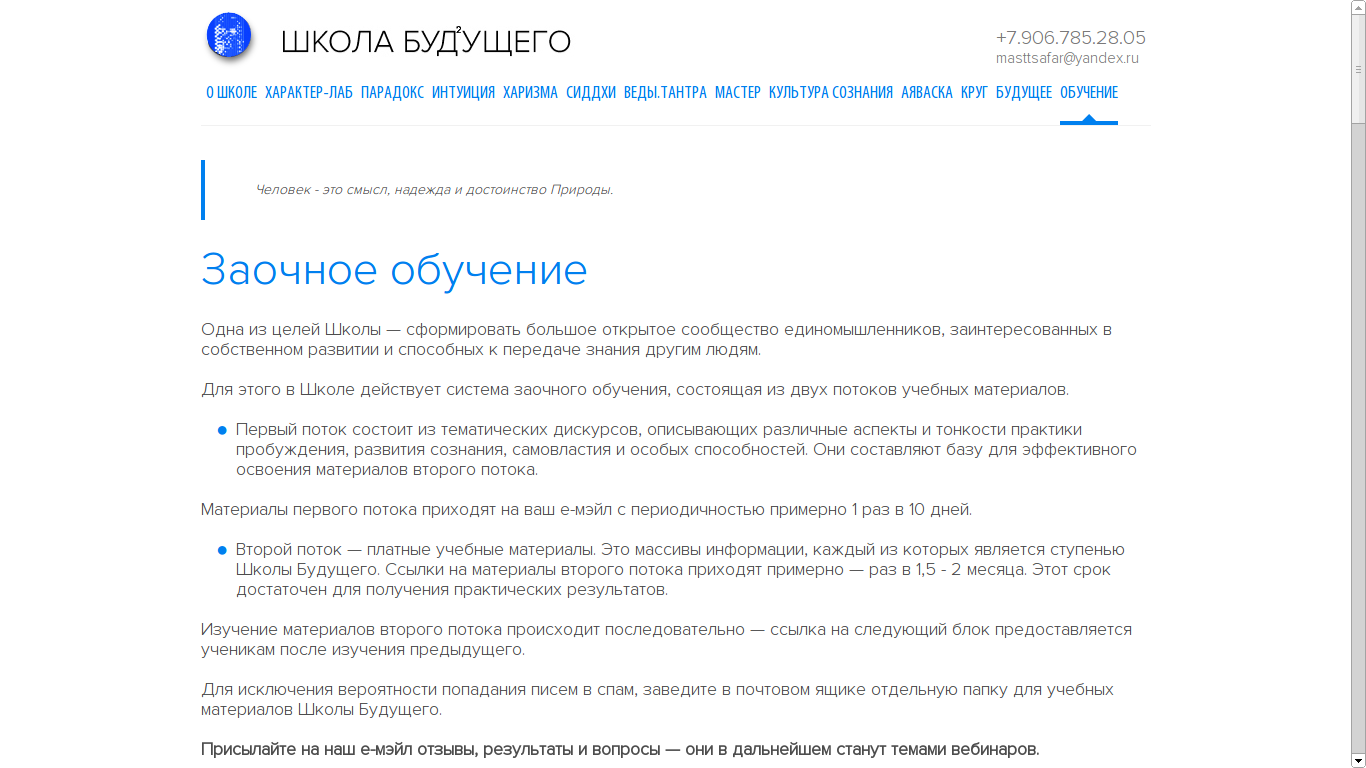 ШКОЛА БУД²УЩЕГО
+7.906.785.28.05
masttsafar@yandex.ru
О ШКОЛЕ ХАРАКТЕР-ЛАБ ПАРАДОКС ИНТУИЦИЯ ХАРИЗМА СИДДХИ ВЕДЫ.ТАНТРА МАСТЕР КУЛЬТУРА СОЗНАНИЯ АЯВАСКА КРУГ БУДУЩЕЕ ОБУЧЕНИЕ
Человек - это смысл, надежда и достоинство Природы.
Заочное обучение
Одна из целей Школы — сформировать большое открытое сообщество единомышленников, заинтересованных в
собственном развитии и способных к передаче знания другим людям.
Для этого в Школе действует система заочного обучения, состоящая из двух потоков учебных материалов.
Первый поток состоит из тематических дискурсов, описывающих различные аспекты и тонкости практики
пробуждения, развития сознания, самовластия и особых способностей. Они составляют базу для эффективного
освоения материалов второго потока.
Материалы первого потока приходят на ваш е-мэйл с периодичностью примерно 1 раз в 10 дней.
Второй поток — платные учебные материалы. Это массивы информации, каждый из которых является ступенью
Школы Будущего. Ссылки на материалы второго потока приходят примерно — раз в 1,5 - 2 месяца. Этот срок
достаточен для получения практических результатов.
Изучение материалов второго потока происходит последовательно — ссылка на следующий блок предоставляется
ученикам после изучения предыдущего.
Для исключения вероятности попадания писем в спам, заведите в почтовом ящике отдельную папку для учебных
материалов Школы Будущего.
Присылайте на наш е-мэйл отзывы, результаты и вопросы — они в дальнейшем станут темами вебинаров.